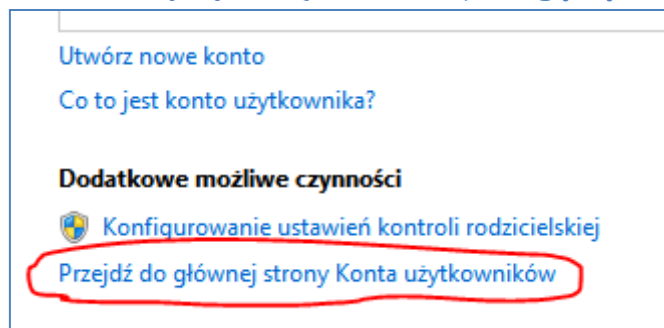 Utwórz nowe konto
Co to jest konto użytkownika?
Dodatkowe możliwe czynności
Konfigurowanie ustawień kontroli rodzicielskiej
Przejdź do głównej strony Konta użytkowników